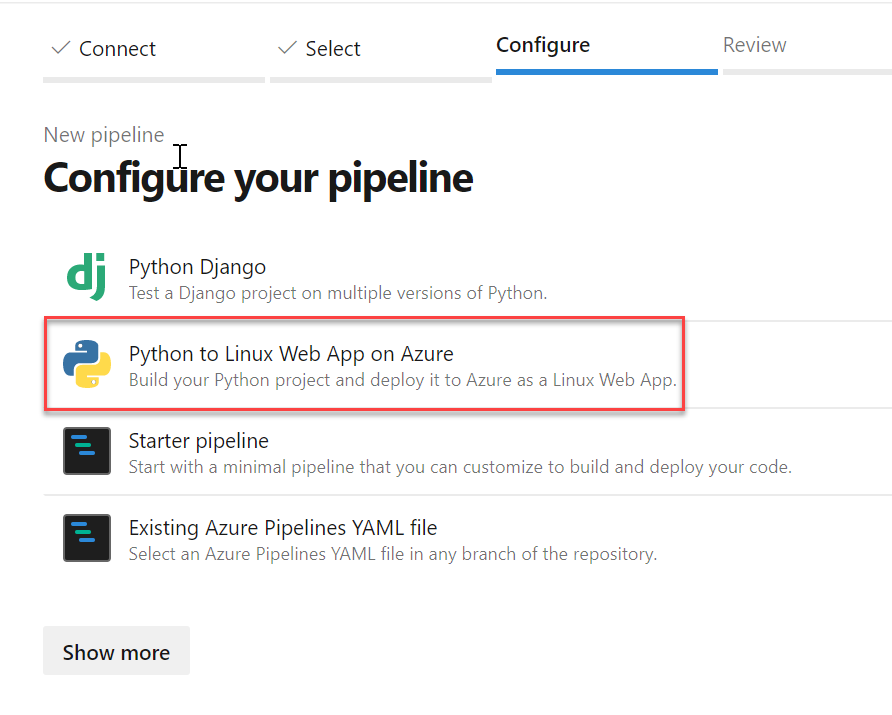 Connect
Select
Configure
Review
New pipeline
Configure your pipeline
dj
Python Django
Test a Django project on multiple versions of Python.
Python to Linux Web App on Azure
Build your Python project and deploy it to Azure as a Linux Web App.
Starter pipeline
Start with a minimal pipeline that you can customize to build and deploy your code.
Existing Azure Pipelines YAML file
Select an Azure Pipelines YAML file in any branch of the repository.
Show more